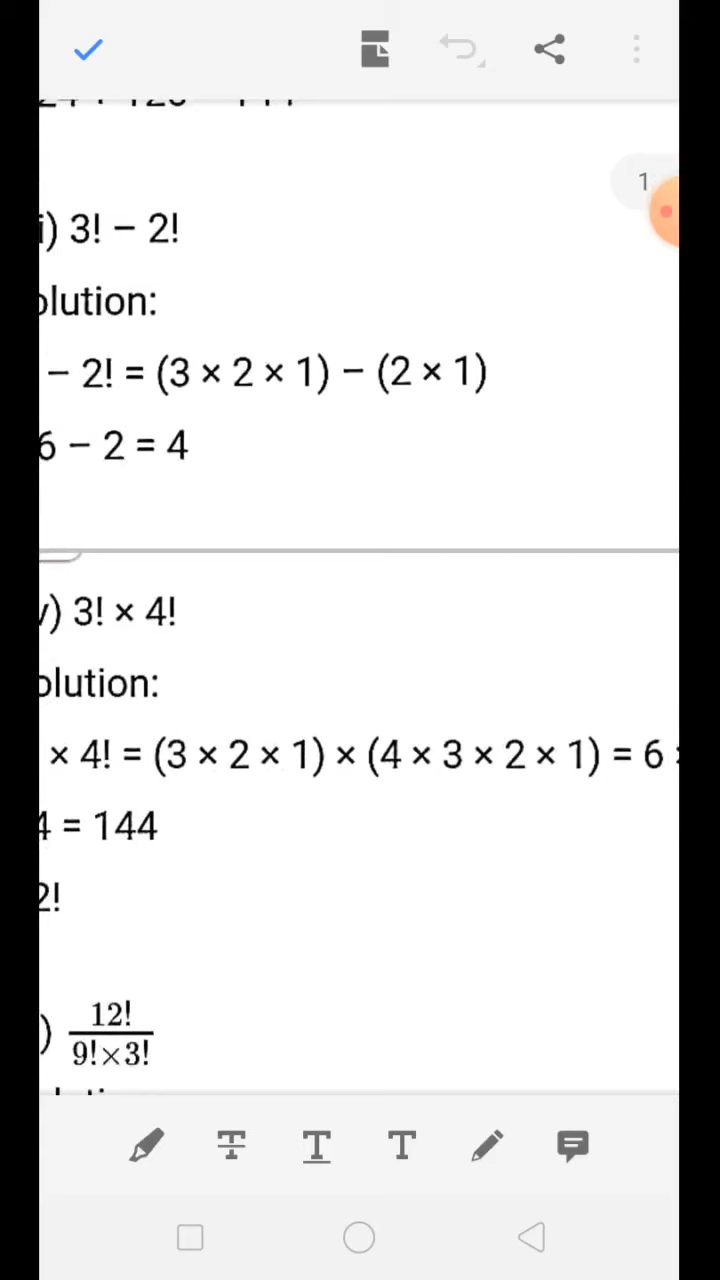 1
i) 3! – 2!
olution:
– 2! = (3 × 2 × 1) – (2 × 1)
6 – 2 = 4
v) 3! × 4!
olution:
× 4! = (3 × 2 × 1) × (4 × 3 × 2 × 1) = 6
4 = 144
2!
) 12!
9!×3!
T T T